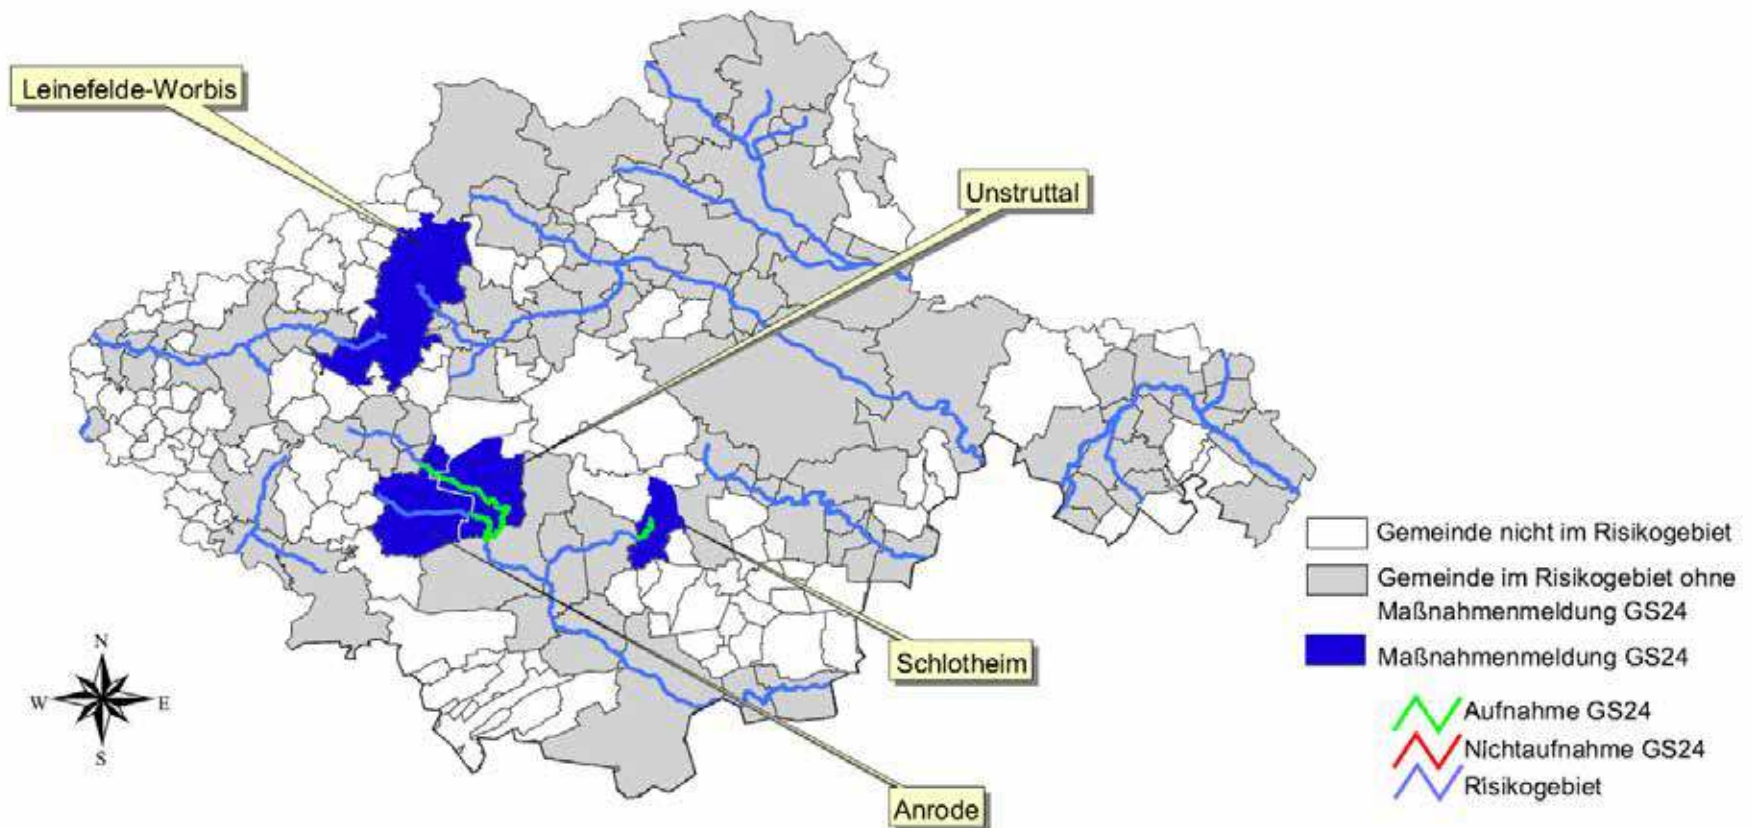 Leinefelde-Worbis
Unstruttal
Schlotheim
Anrode
N
W
E
S
Gemeinde nicht im Risikogebiet
Gemeinde im Risikogebiet ohne
Maßnahmenmeldung GS24
Maßnahmenmeldung GS24
Aufnahme GS24
Nichtaufnahme GS24
Risikogebiet